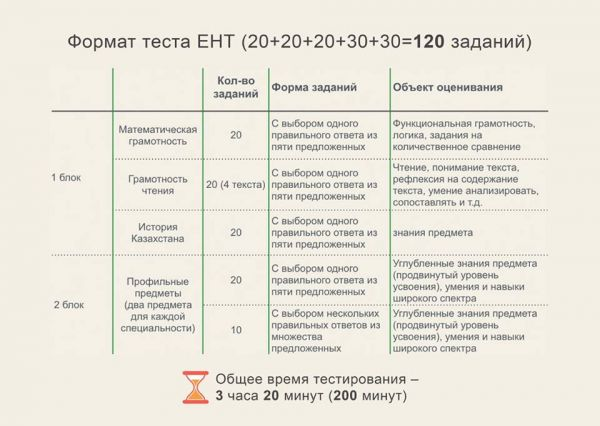 Формат теста ЕНТ (20+20+20+30+30=120 заданий)
Кол-во
заданий
Форма заданий
Объект оценивания
1 блок
Математическая
грамотность
20
С выбором одного
правильного ответа из
пяти предложенных
Функциональная грамотность,
логика, задания на
количественное сравнение
Грамотность
чтения
20 (4 текста)
С выбором одного
правильного ответа из
пяти предложенных
Чтение, понимание текста,
рефлексия на содержание
текста, умение анализировать,
сопоставлять и т.д.
История
Казахстана
20
С выбором одного
правильного ответа из
пяти предложенных
знания предмета
2 блок
Профильные
предметы
(два предмета
для каждой
специальности)
20
С выбором одного
правильного ответа из
пяти предложенных
Углубленные знания предмета
(продвинутый уровень
усвоения), умения и навыки
широкого спектра
10
С выбором нескольких
правильных ответов из
множества
предложенных
Углубленные знания предмета
(продвинутый уровень
усвоения), умения и навыки
широкого спектра
Общее время тестирования –
3 часа 20 минут (200 минут)